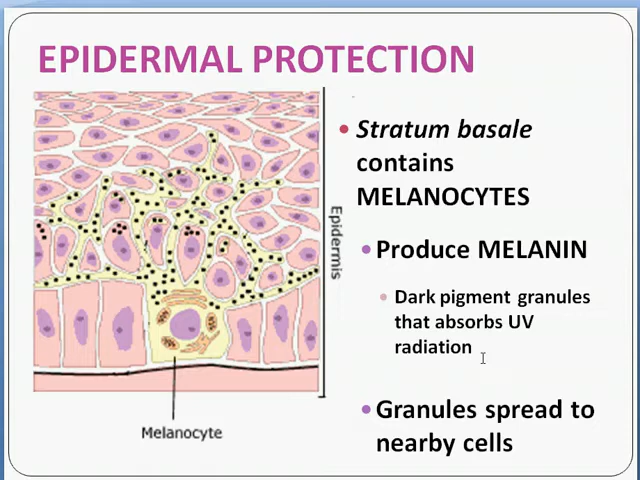 EPIDERMAL PROTECTION
• Stratum basale
contains
MELANOCYTES
• Produce MELANIN
• Dark pigment granules
that absorbs UV
radiation
• Granules spread to
nearby cells
Epidermis
Melanocyte